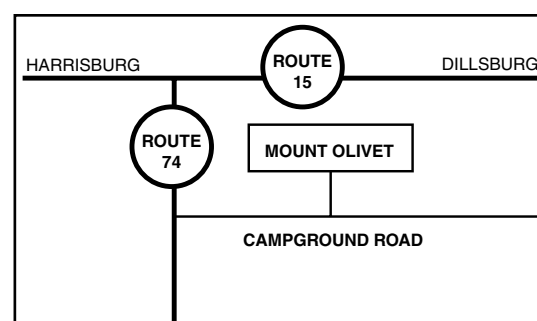 HARRISBURG
ROUTE
15
DILLSBURG
ROUTE
74
MOUNT OLIVET
CAMPGROUND ROAD